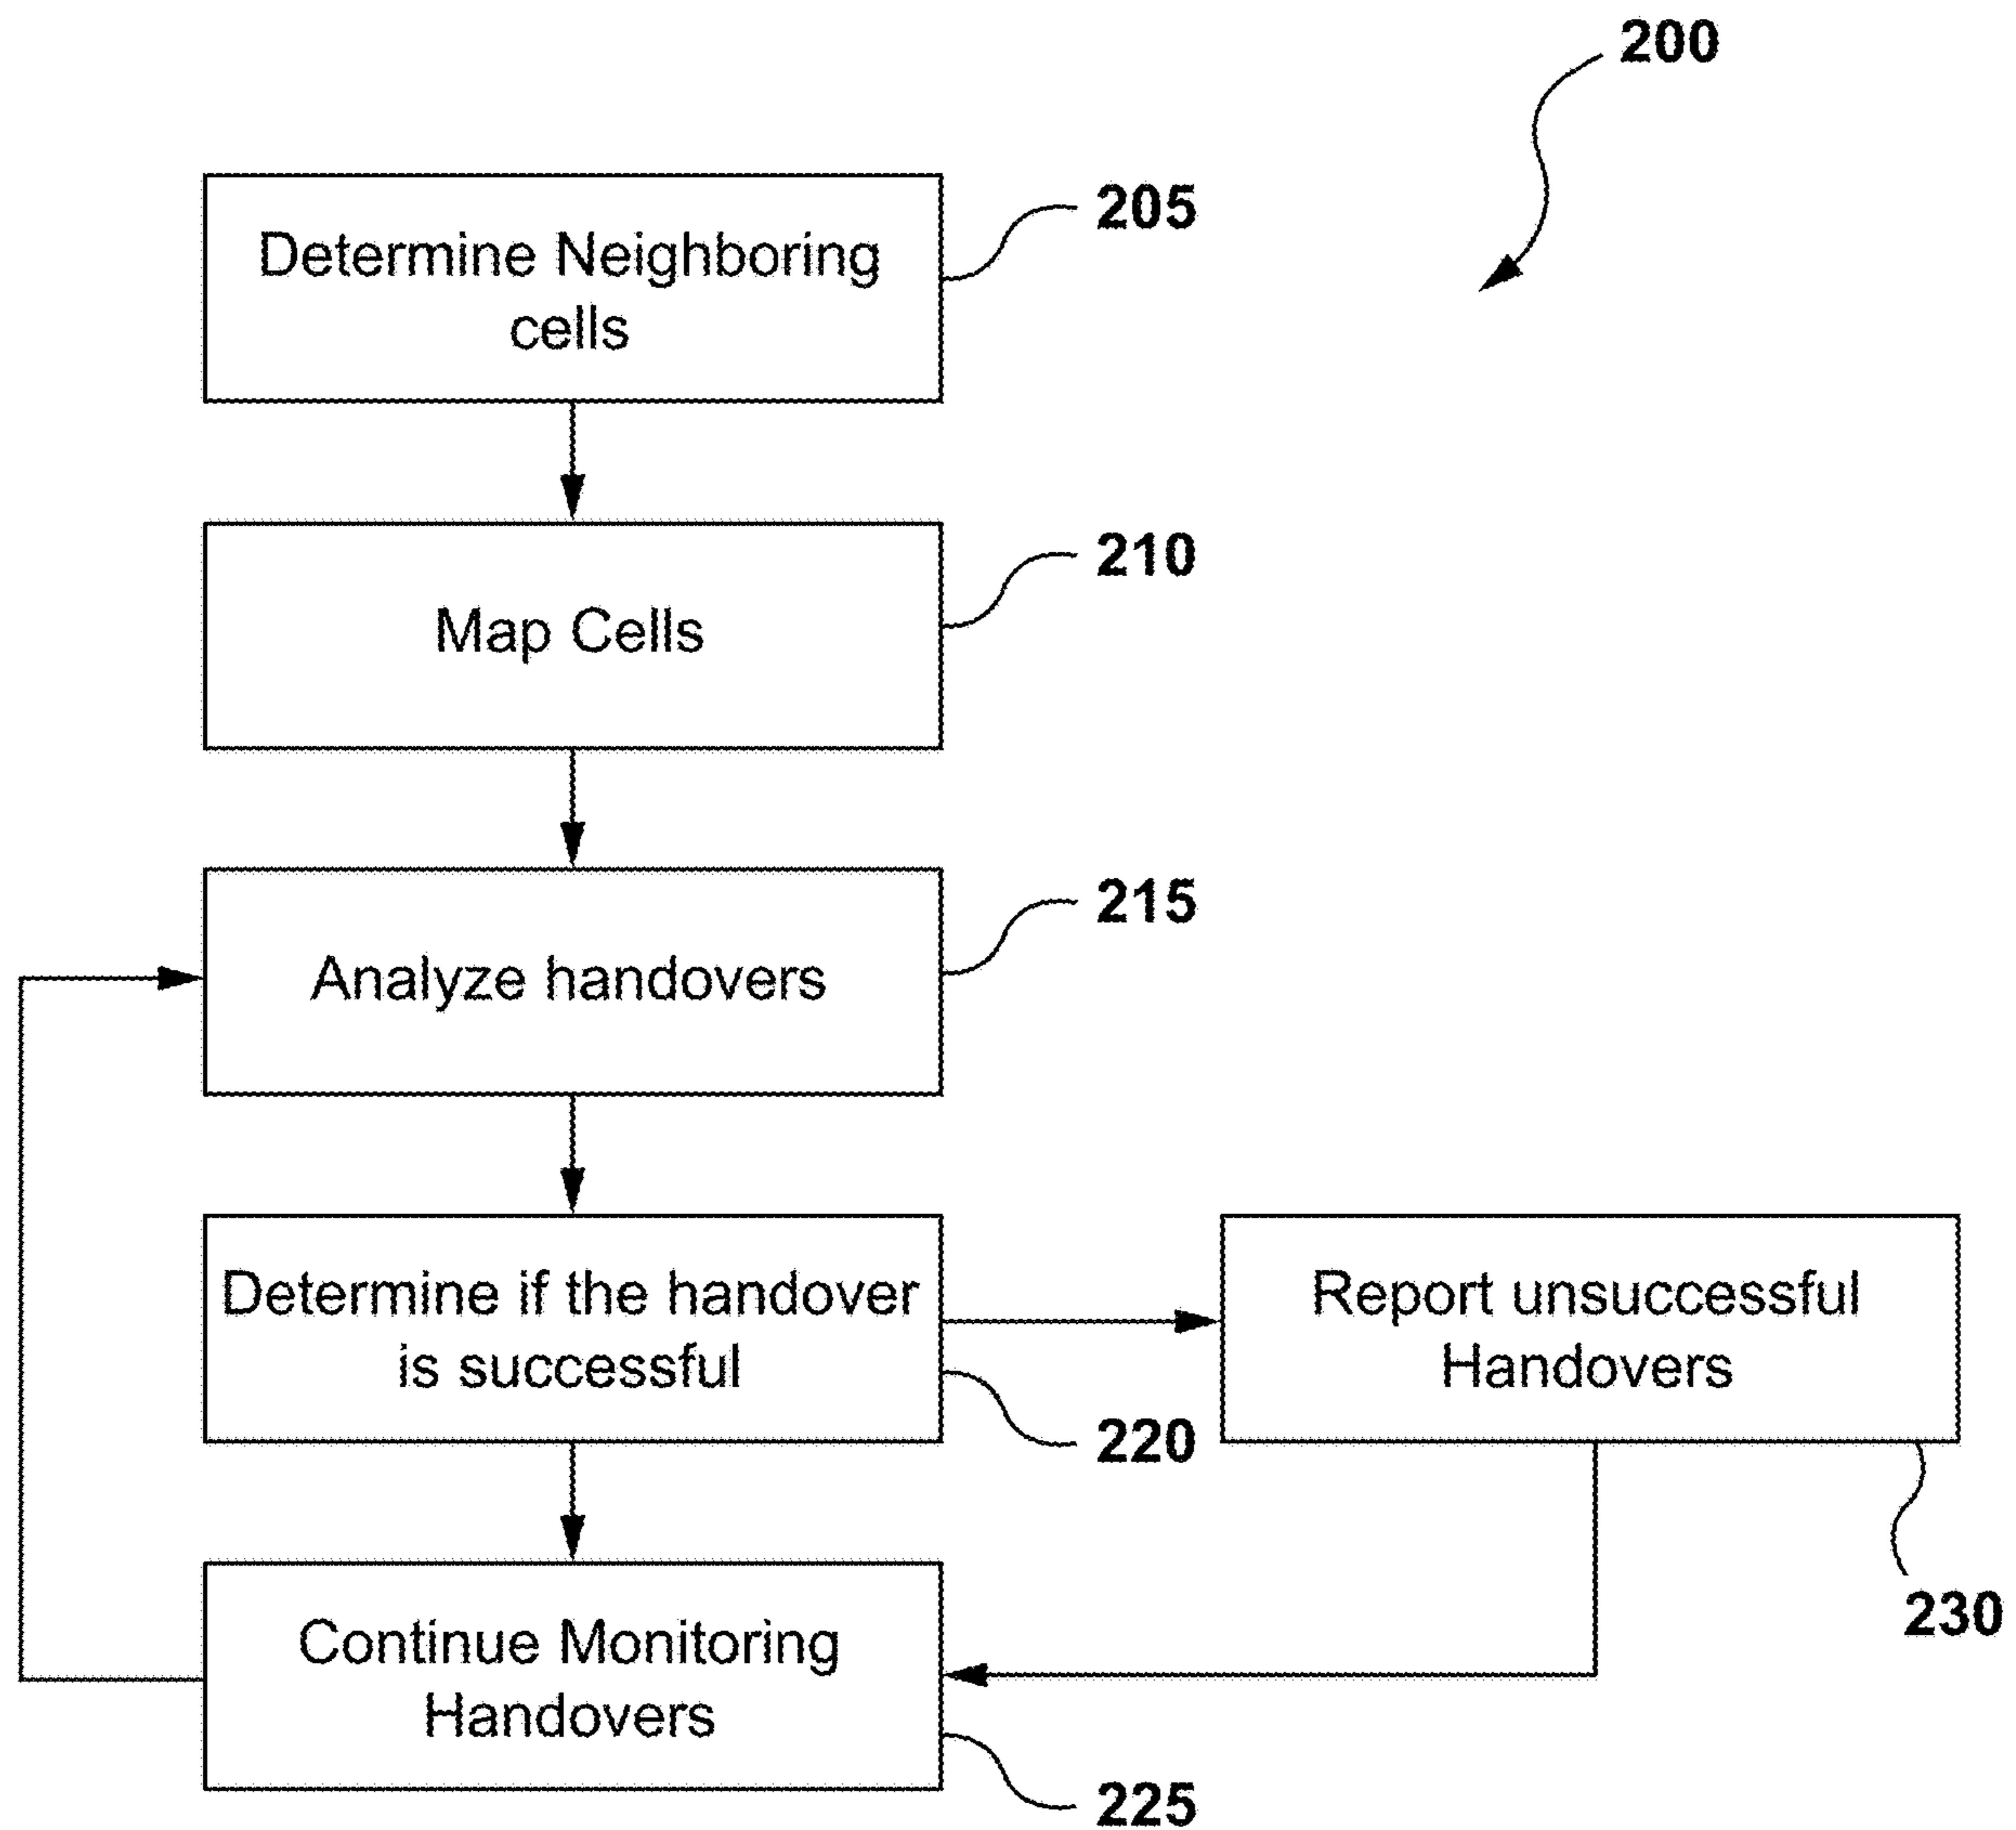 200
Determine Neighboring
cells
205
Map Cells
210
Analyze handovers
215
Determine if the handover
is successful
220
Report unsuccessful
Handovers
230
Continue Monitoring
Handovers
225